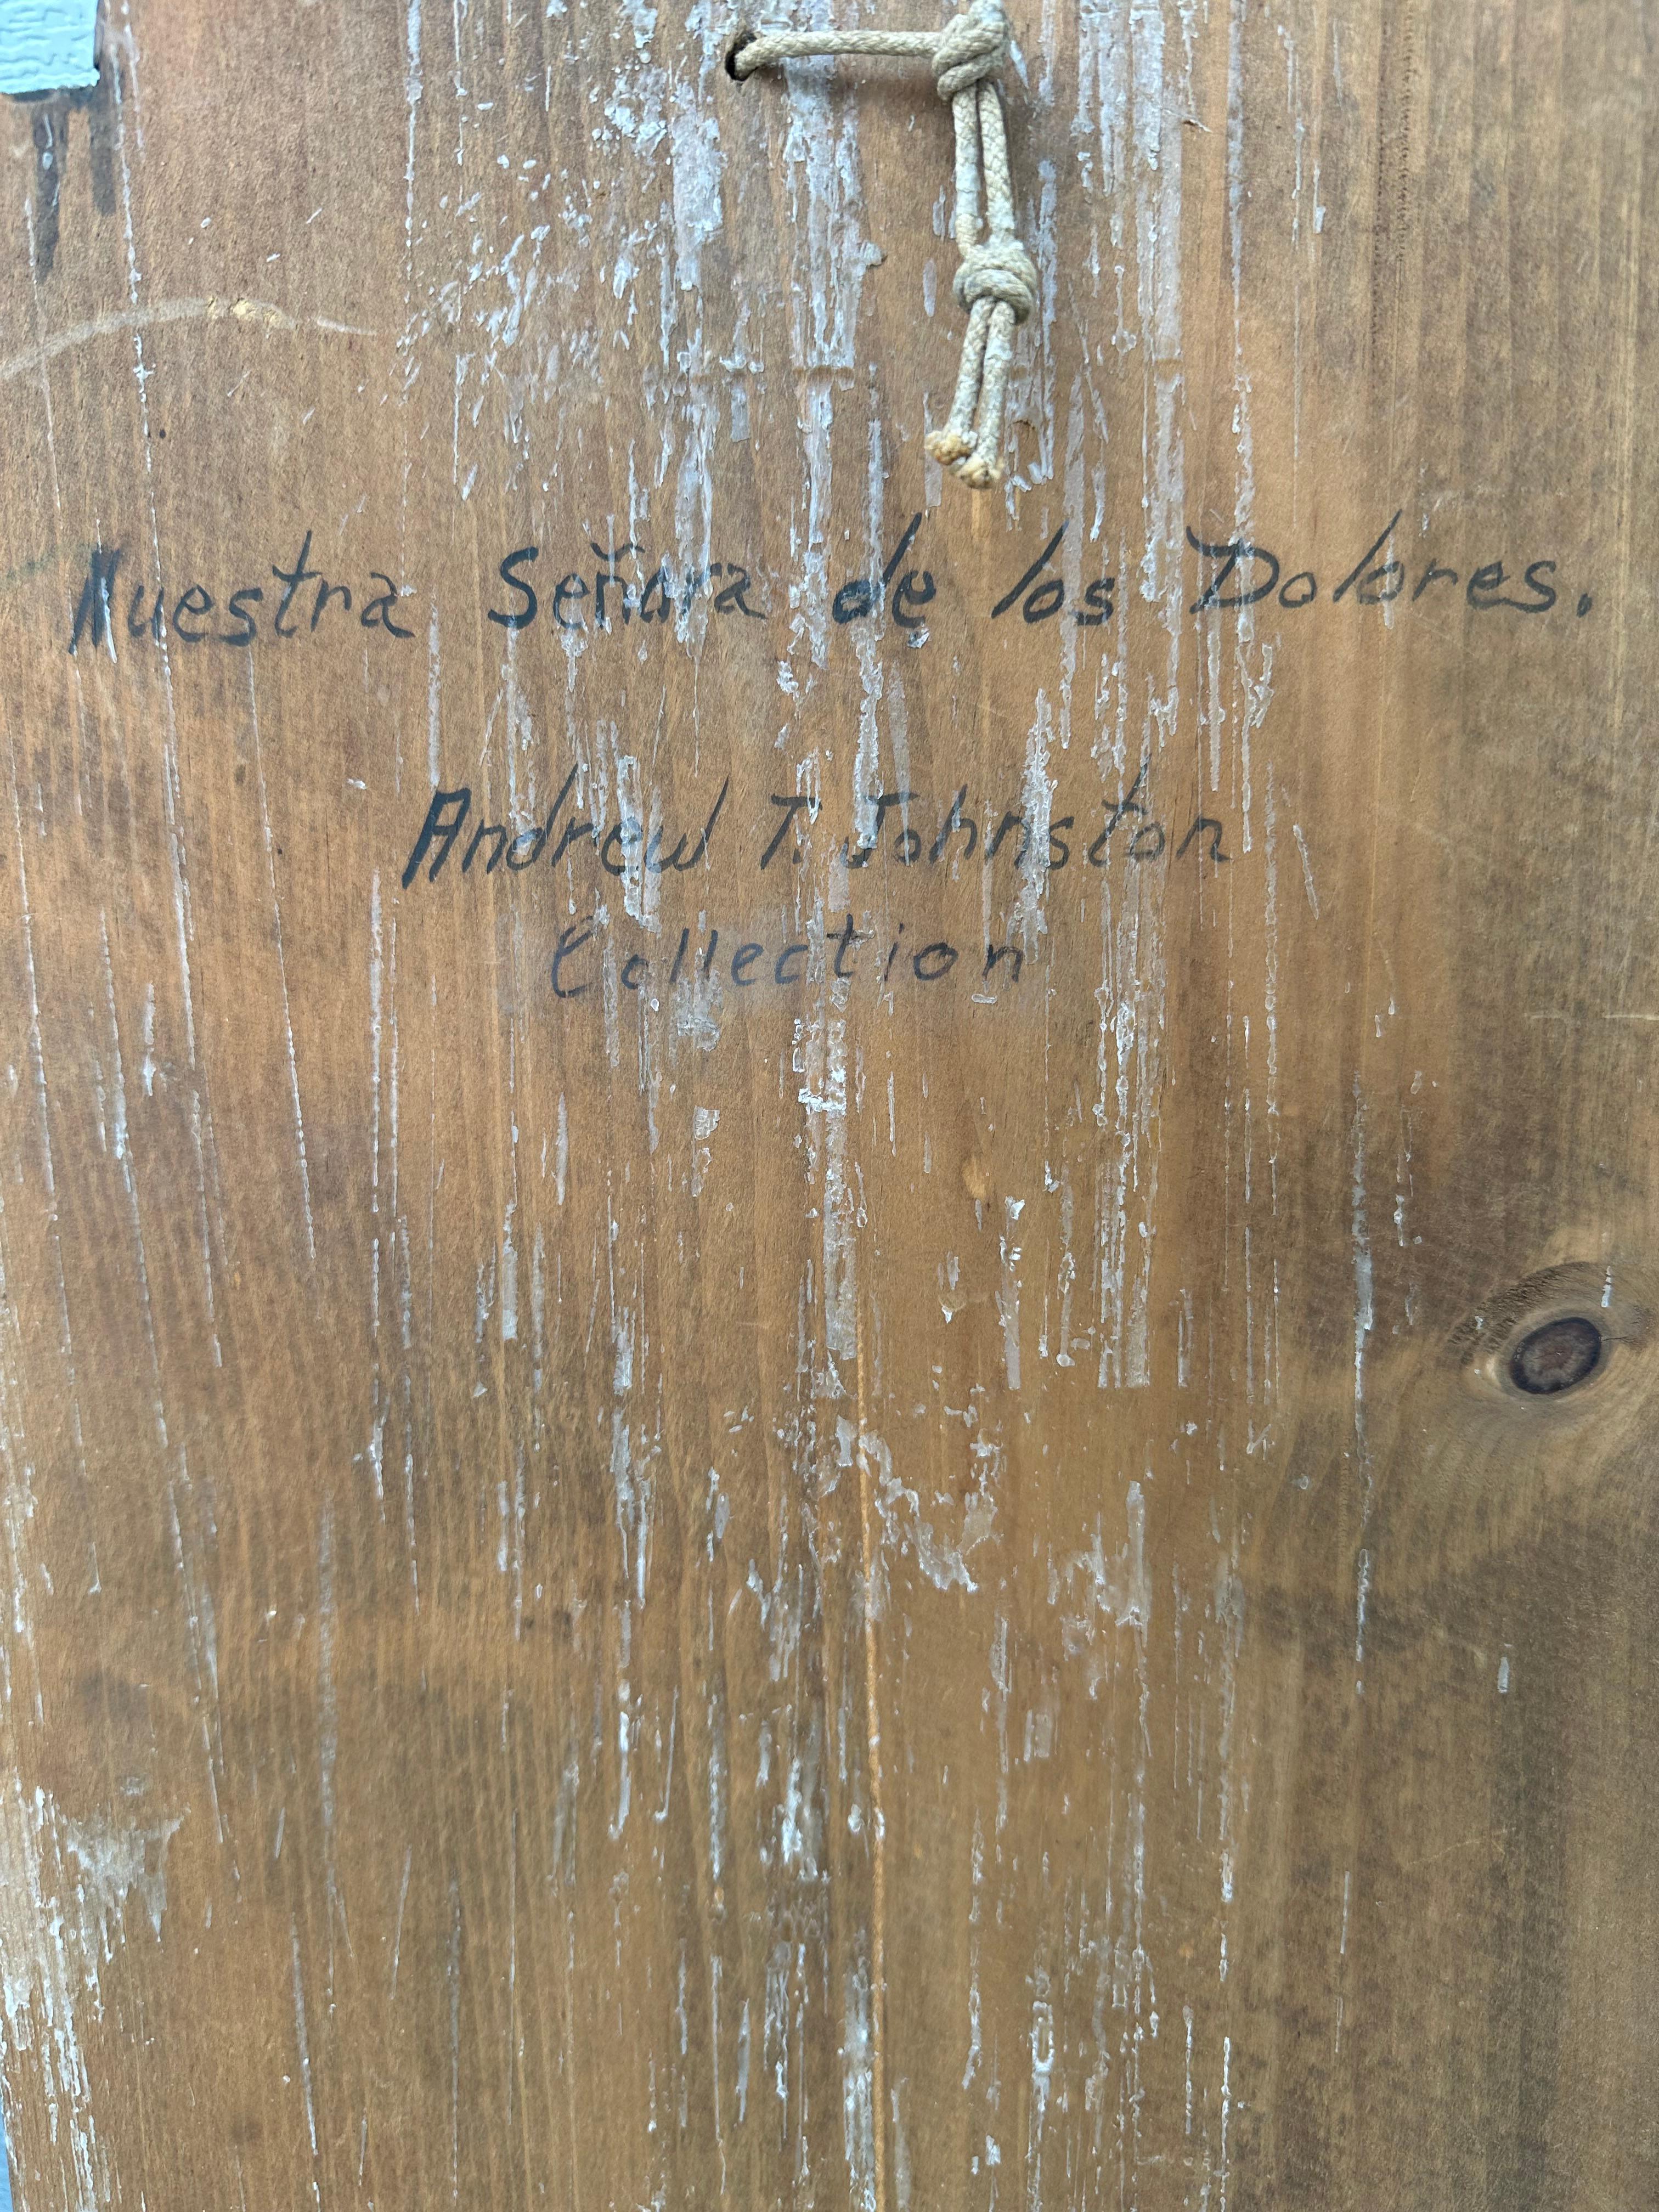 Nuestra Señora de los Dolores.
Andrew T. Johnston
Collection